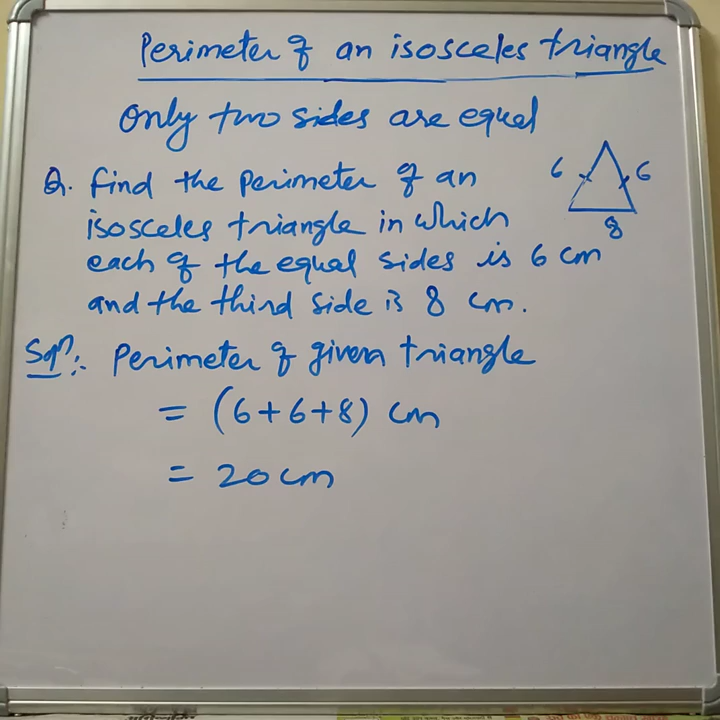 Perimeter of an isosceles triangle
Only two sides are equal
Q. Find the perimeter of an
isosceles triangle in which
each of the equal sides is 6 cm
and the third side is 8 cm.
6 6
8
Solⁿ:. Perimeter of given triangle
= (6+6+8) cm
= 20 cm